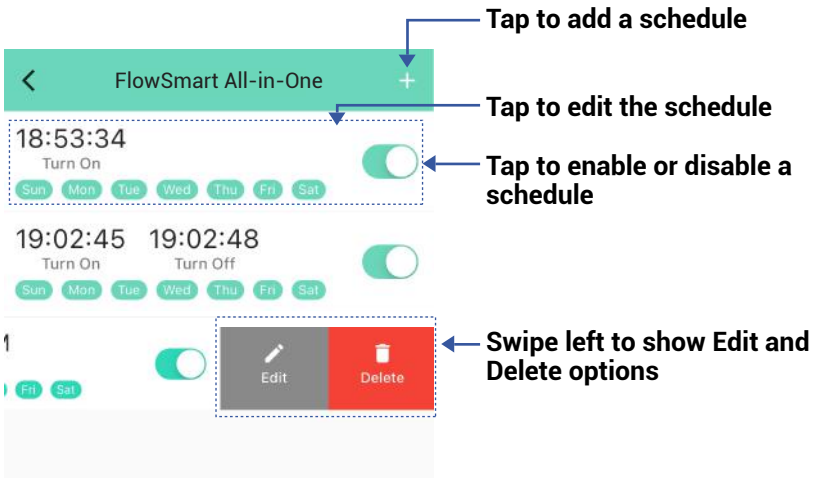 Tap to add a schedule
FlowSmart All-in-One
Tap to edit the schedule
18:53:34
Turn On
Sun Mon Tue Wed Thu Fri Sat
Tap to enable or disable a
schedule
19:02:45 19:02:48
Turn On Turn Off
Sun Mon Tue Wed Thu Fri Sat
Fri Sat
Edit Delete
Swipe left to show Edit and
Delete options